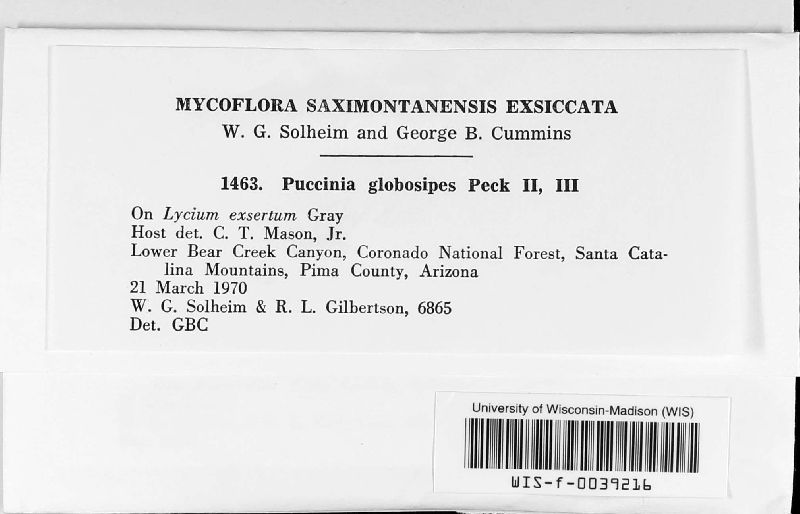 MYCOFLORA SAXIMONTANENSIS EXSICCATA
W. G. Solheim and George B. Cummins
1463. Puccinia globosipes Peck II, III
On Lycium exsertum Gray
Host det. C. T. Mason, Jr.
Lower Bear Creek Canyon, Coronado National Forest, Santa Cata-
lina Mountains, Pima County, Arizona
21 March 1970
W. G. Solheim & R. L. Gilbertson, 6865
Det. GBC
University of Wisconsin-Madison (WIS)
WIS-f-0039216